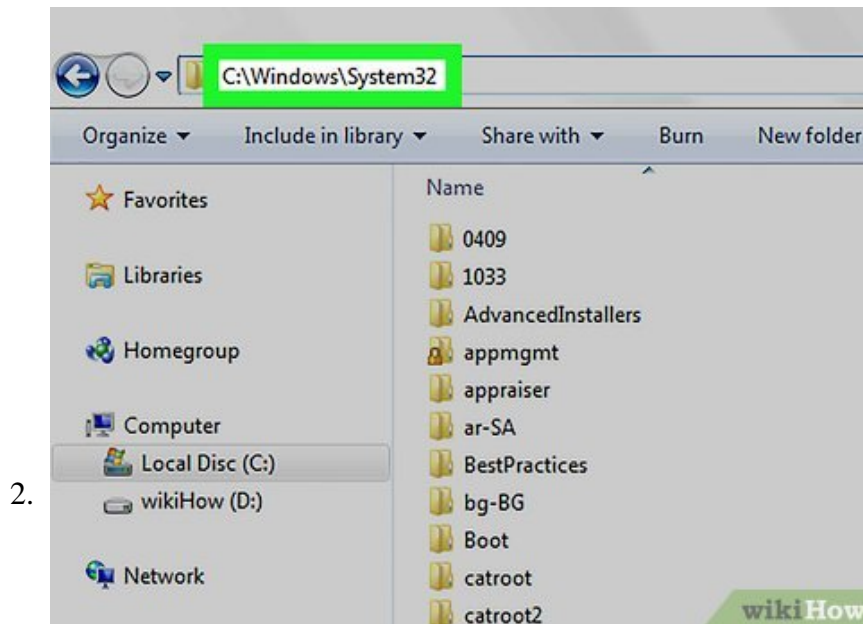 C:\Windows\System32
Organize Include in library Share with Burn New folder
Name
Favorites
Libraries
Homegroup
Computer
Local Disc (C:)
wikiHow (D:)
Network
0409
1033
AdvancedInstallers
appmgmt
appraiser
ar-SA
BestPractices
bg-BG
Boot
catroot
catroot2
2.
wikiHow